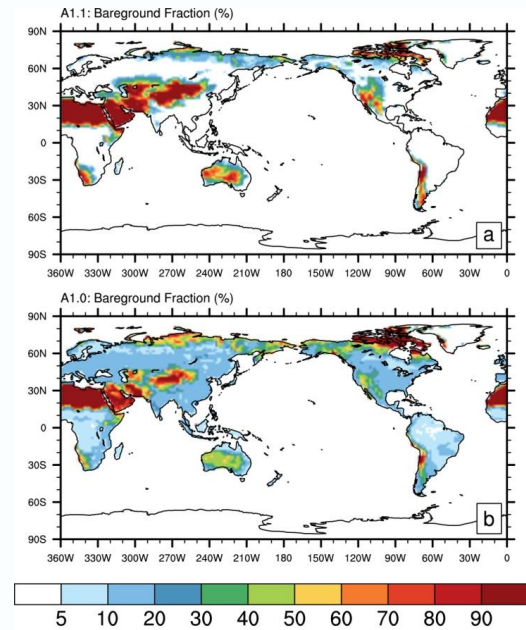 A1.1: Bareground Fraction (%)
90N
60N
30N
0
30S
60S
90S
a
360W 330W 300W 270W 240W 210W 180 150W 120W 90W 60W 30W 0
A1.0: Bareground Fraction (%)
90N
60N
30N
0
30S
60S
90S
b
360W 330W 300W 270W 240W 210W 180 150W 120W 90W 60W 30W 0
5 10 20 30 40 50 60 70 80 90